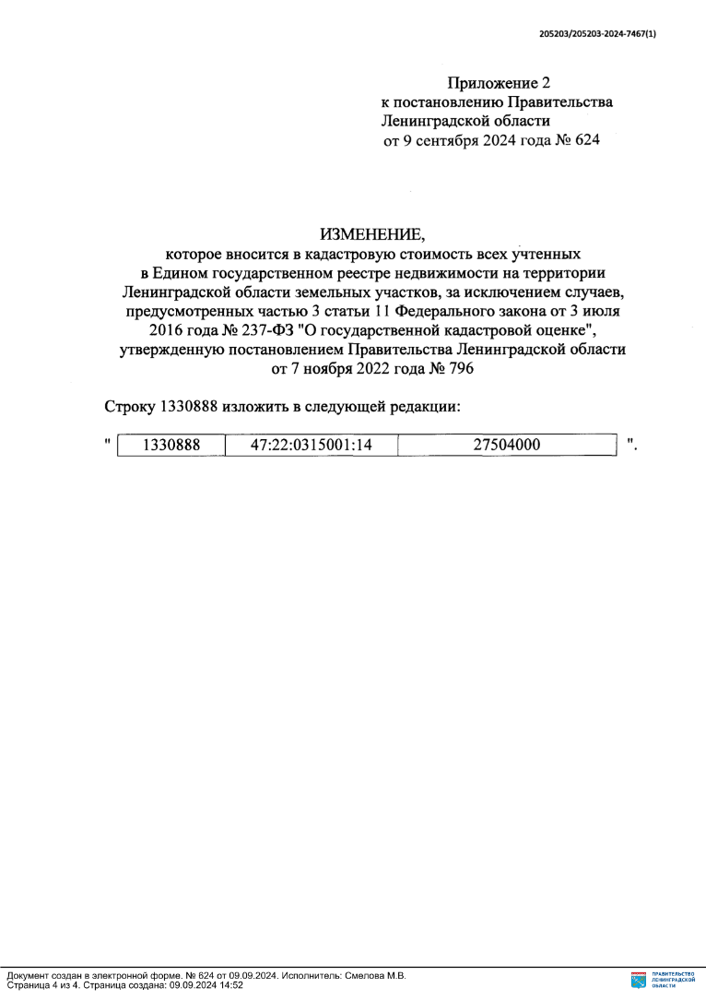 205203/205203-2024-7467(1)
Приложение 2
к постановлению Правительства
Ленинградской области
от 9 сентября 2024 года № 624
ИЗМЕНЕНИЕ,
которое вносится в кадастровую стоимость всех учтенных
в Едином государственном реестре недвижимости на территории
Ленинградской области земельных участков, за исключением случаев,
предусмотренных частью 3 статьи 11 Федерального закона от 3 июля
2016 года № 237-ФЗ "О государственной кадастровой оценке",
утвержденную постановлением Правительства Ленинградской области
от 7 ноября 2022 года № 796
Строку 1330888 изложить в следующей редакции:
" 1330888 47:22:0315001:14 27504000 ".
Документ создан в электронной форме. № 624 от 09.09.2024. Исполнитель: Смелова М.В.
Страница 4 из 4. Страница создана: 09.09.2024 14:52
ПРАВИТЕЛЬСТВО
ЛЕНИНГРАДСКОЙ
ОБЛАСТИ